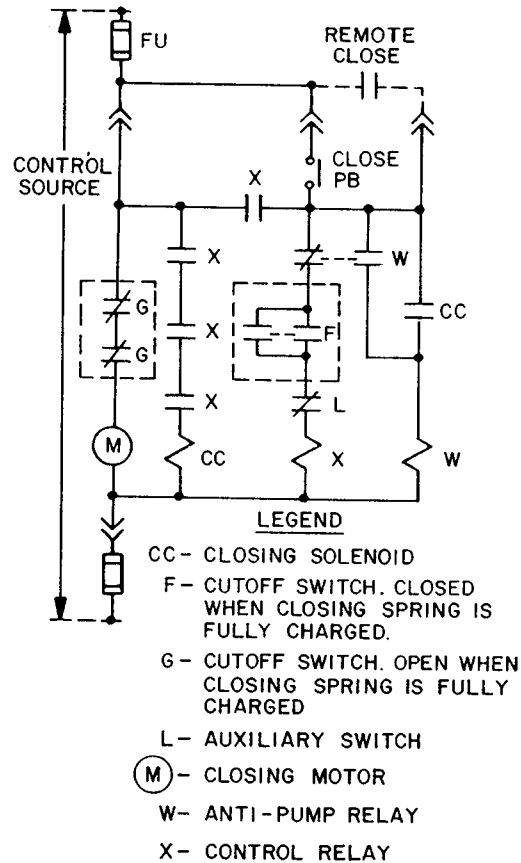 FU
REMOTE
CLOSE
CONTROL
SOURCE
X
CLOSE
PB
X
W
G
X
F
CC
G
X
L
M
CC
X
W
LEGEND
CC- CLOSING SOLENOID
F- CUTOFF SWITCH. CLOSED
WHEN CLOSING SPRING IS
FULLY CHARGED.
G- CUTOFF SWITCH. OPEN WHEN
CLOSING SPRING IS FULLY
CHARGED
L- AUXILIARY SWITCH
M - CLOSING MOTOR
W- ANTI-PUMP RELAY
X- CONTROL RELAY